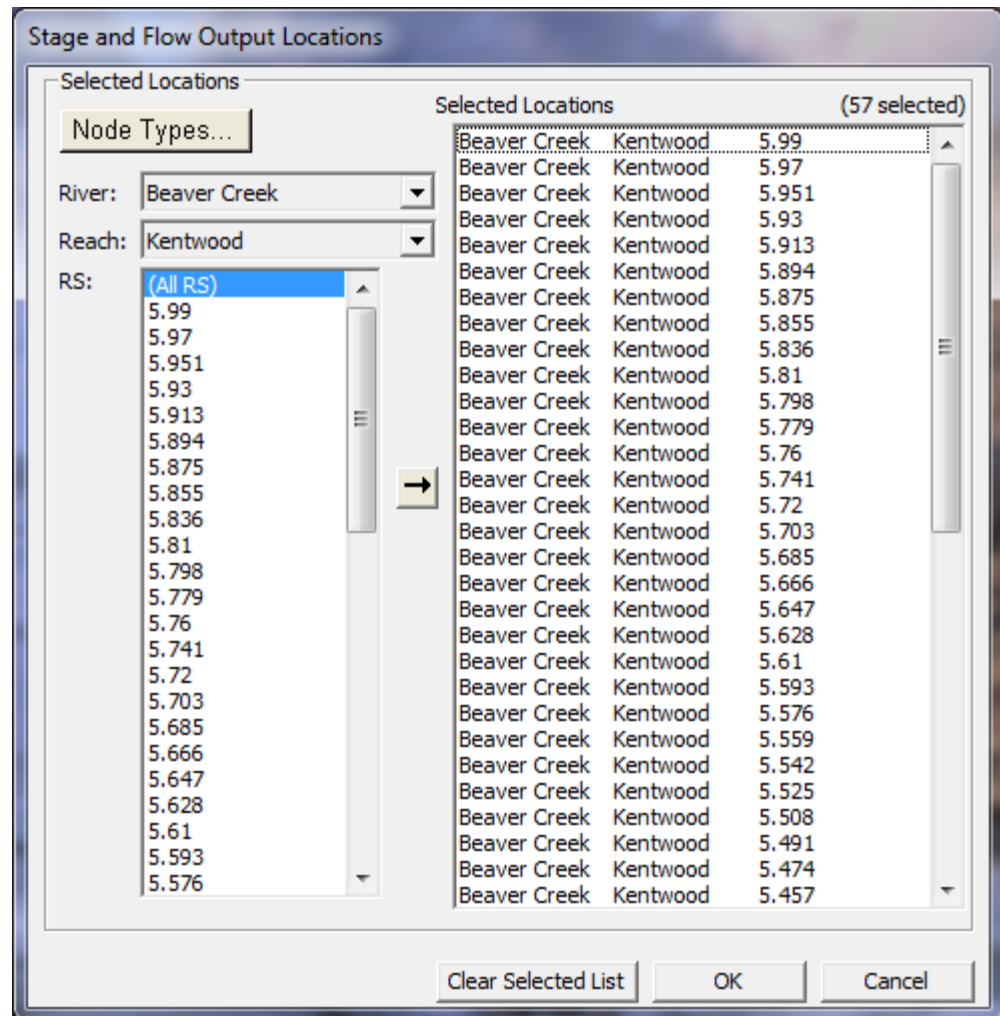 Stage and Flow Output Locations
Selected Locations
Node Types...
River: Beaver Creek
Reach: Kentwood
RS:
(All RS)
5.99
5.97
5.951
5.93
5.913
5.894
5.875
5.855
5.836
5.81
5.798
5.779
5.76
5.741
5.72
5.703
5.685
5.666
5.647
5.628
5.61
5.593
5.576
Selected Locations (57 selected)
Beaver Creek Kentwood 5.99
Beaver Creek Kentwood 5.97
Beaver Creek Kentwood 5.951
Beaver Creek Kentwood 5.93
Beaver Creek Kentwood 5.913
Beaver Creek Kentwood 5.894
Beaver Creek Kentwood 5.875
Beaver Creek Kentwood 5.855
Beaver Creek Kentwood 5.836
Beaver Creek Kentwood 5.81
Beaver Creek Kentwood 5.798
Beaver Creek Kentwood 5.779
Beaver Creek Kentwood 5.76
Beaver Creek Kentwood 5.741
Beaver Creek Kentwood 5.72
Beaver Creek Kentwood 5.703
Beaver Creek Kentwood 5.685
Beaver Creek Kentwood 5.666
Beaver Creek Kentwood 5.647
Beaver Creek Kentwood 5.628
Beaver Creek Kentwood 5.61
Beaver Creek Kentwood 5.593
Beaver Creek Kentwood 5.576
Beaver Creek Kentwood 5.559
Beaver Creek Kentwood 5.542
Beaver Creek Kentwood 5.525
Beaver Creek Kentwood 5.508
Beaver Creek Kentwood 5.491
Beaver Creek Kentwood 5.474
Beaver Creek Kentwood 5.457
Clear Selected List OK Cancel